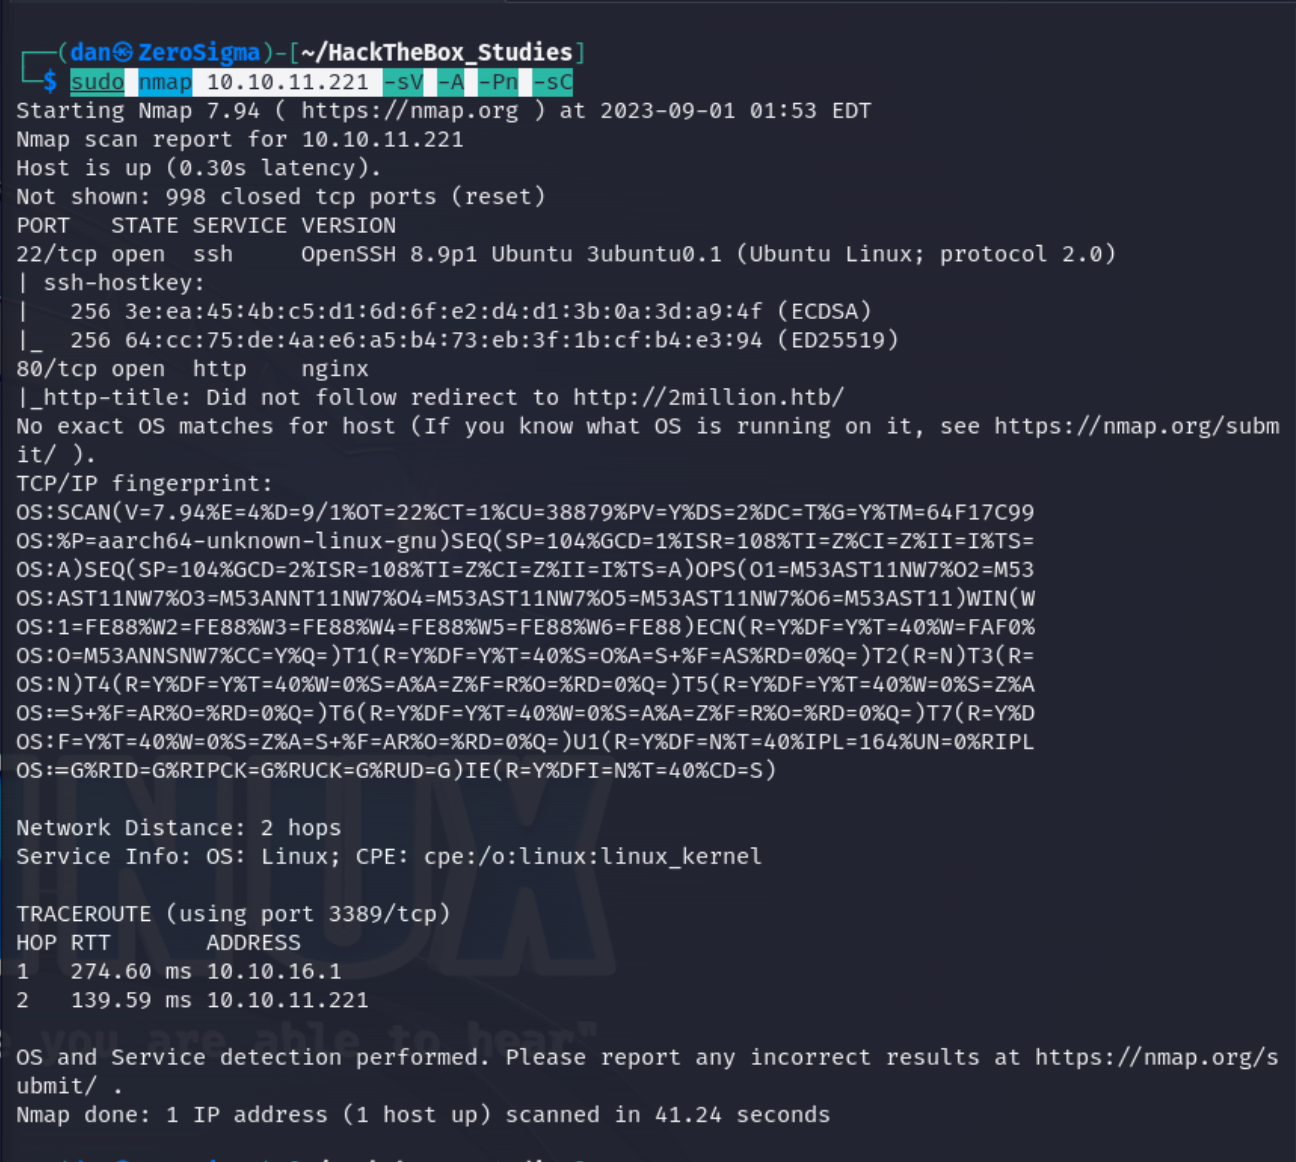 ┌──(dan㉿ZeroSigma)-[~/HackTheBox_Studies]
└─$ sudo nmap 10.10.11.221 -sV -A -Pn -sC
Starting Nmap 7.94 ( https://nmap.org ) at 2023-09-01 01:53 EDT
Nmap scan report for 10.10.11.221
Host is up (0.30s latency).
Not shown: 998 closed tcp ports (reset)
PORT   STATE SERVICE VERSION
22/tcp open  ssh     OpenSSH 8.9p1 Ubuntu 3ubuntu0.1 (Ubuntu Linux; protocol 2.0)
| ssh-hostkey:
|   256 3e:ea:45:4b:c5:d1:6d:6f:e2:d4:d1:3b:0a:3d:a9:4f (ECDSA)
|_  256 64:cc:75:de:4a:e6:a5:b4:73:eb:3f:1b:cf:b4:e3:94 (ED25519)
80/tcp open  http    nginx
|_http-title: Did not follow redirect to http://2million.htb/
No exact OS matches for host (If you know what OS is running on it, see https://nmap.org/subm
it/ ).
TCP/IP fingerprint:
OS:SCAN(V=7.94%E=4%D=9/1%OT=22%CT=1%CU=38879%PV=Y%DS=2%DC=T%G=Y%TM=64F17C99
OS:%P=aarch64-unknown-linux-gnu)SEQ(SP=104%GCD=1%ISR=108%TI=Z%CI=Z%II=I%TS=
OS:A)SEQ(SP=104%GCD=2%ISR=108%TI=Z%CI=Z%II=I%TS=A)OPS(O1=M53AST11NW7%O2=M53
OS:AST11NW7%O3=M53ANNT11NW7%O4=M53AST11NW7%O5=M53AST11NW7%O6=M53AST11)WIN(W
OS:1=FE88%W2=FE88%W3=FE88%W4=FE88%W5=FE88%W6=FE88)ECN(R=Y%DF=Y%T=40%W=FAF0%
OS:O=M53ANNSNW7%CC=Y%Q=)T1(R=Y%DF=Y%T=40%S=O%A=S+%F=AS%RD=0%Q=)T2(R=N)T3(R=
OS:N)T4(R=Y%DF=Y%T=40%W=0%S=A%A=Z%F=R%O=%RD=0%Q=)T5(R=Y%DF=Y%T=40%W=0%S=Z%A
OS:=S+%F=AR%O=%RD=0%Q=)T6(R=Y%DF=Y%T=40%W=0%S=A%A=Z%F=R%O=%RD=0%Q=)T7(R=Y%D
OS:F=Y%T=40%W=0%S=Z%A=S+%F=AR%O=%RD=0%Q=)U1(R=Y%DF=N%T=40%IPL=164%UN=0%RIPL
OS:=G%RID=G%RIPCK=G%RUCK=G%RUD=G)IE(R=Y%DFI=N%T=40%CD=S)
Network Distance: 2 hops
Service Info: OS: Linux; CPE: cpe:/o:linux:linux_kernel
TRACEROUTE (using port 3389/tcp)
HOP RTT       ADDRESS
1   274.60 ms 10.10.16.1
2   139.59 ms 10.10.11.221
you are able to hear"
OS and Service detection performed. Please report any incorrect results at https://nmap.org/s
ubmit/ .
Nmap done: 1 IP address (1 host up) scanned in 41.24 seconds